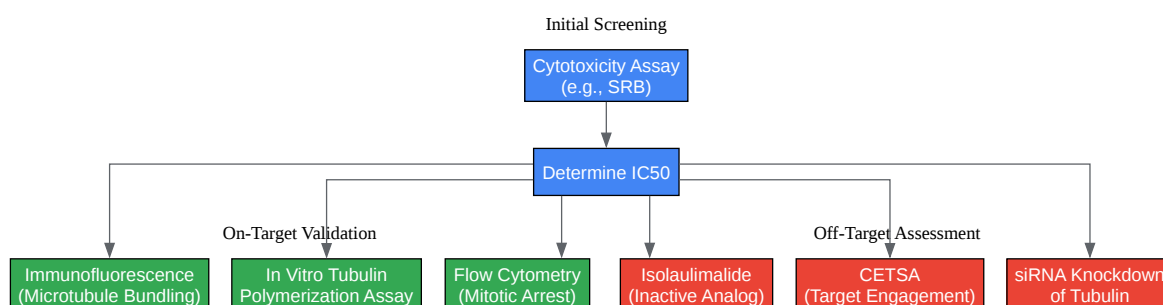 Initial Screening
Cytotoxicity Assay
(e.g., SRB)
Determine IC50
On-Target Validation
Off-Target Assessment
Immunofluorescence
(Microtubule Bundling)
In Vitro Tubulin
Polymerization Assay
Flow Cytometry
(Mitotic Arrest)
Isolaulimalide
(Inactive Analog)
CETSA
(Target Engagement)
siRNA Knockdown
of Tubulin